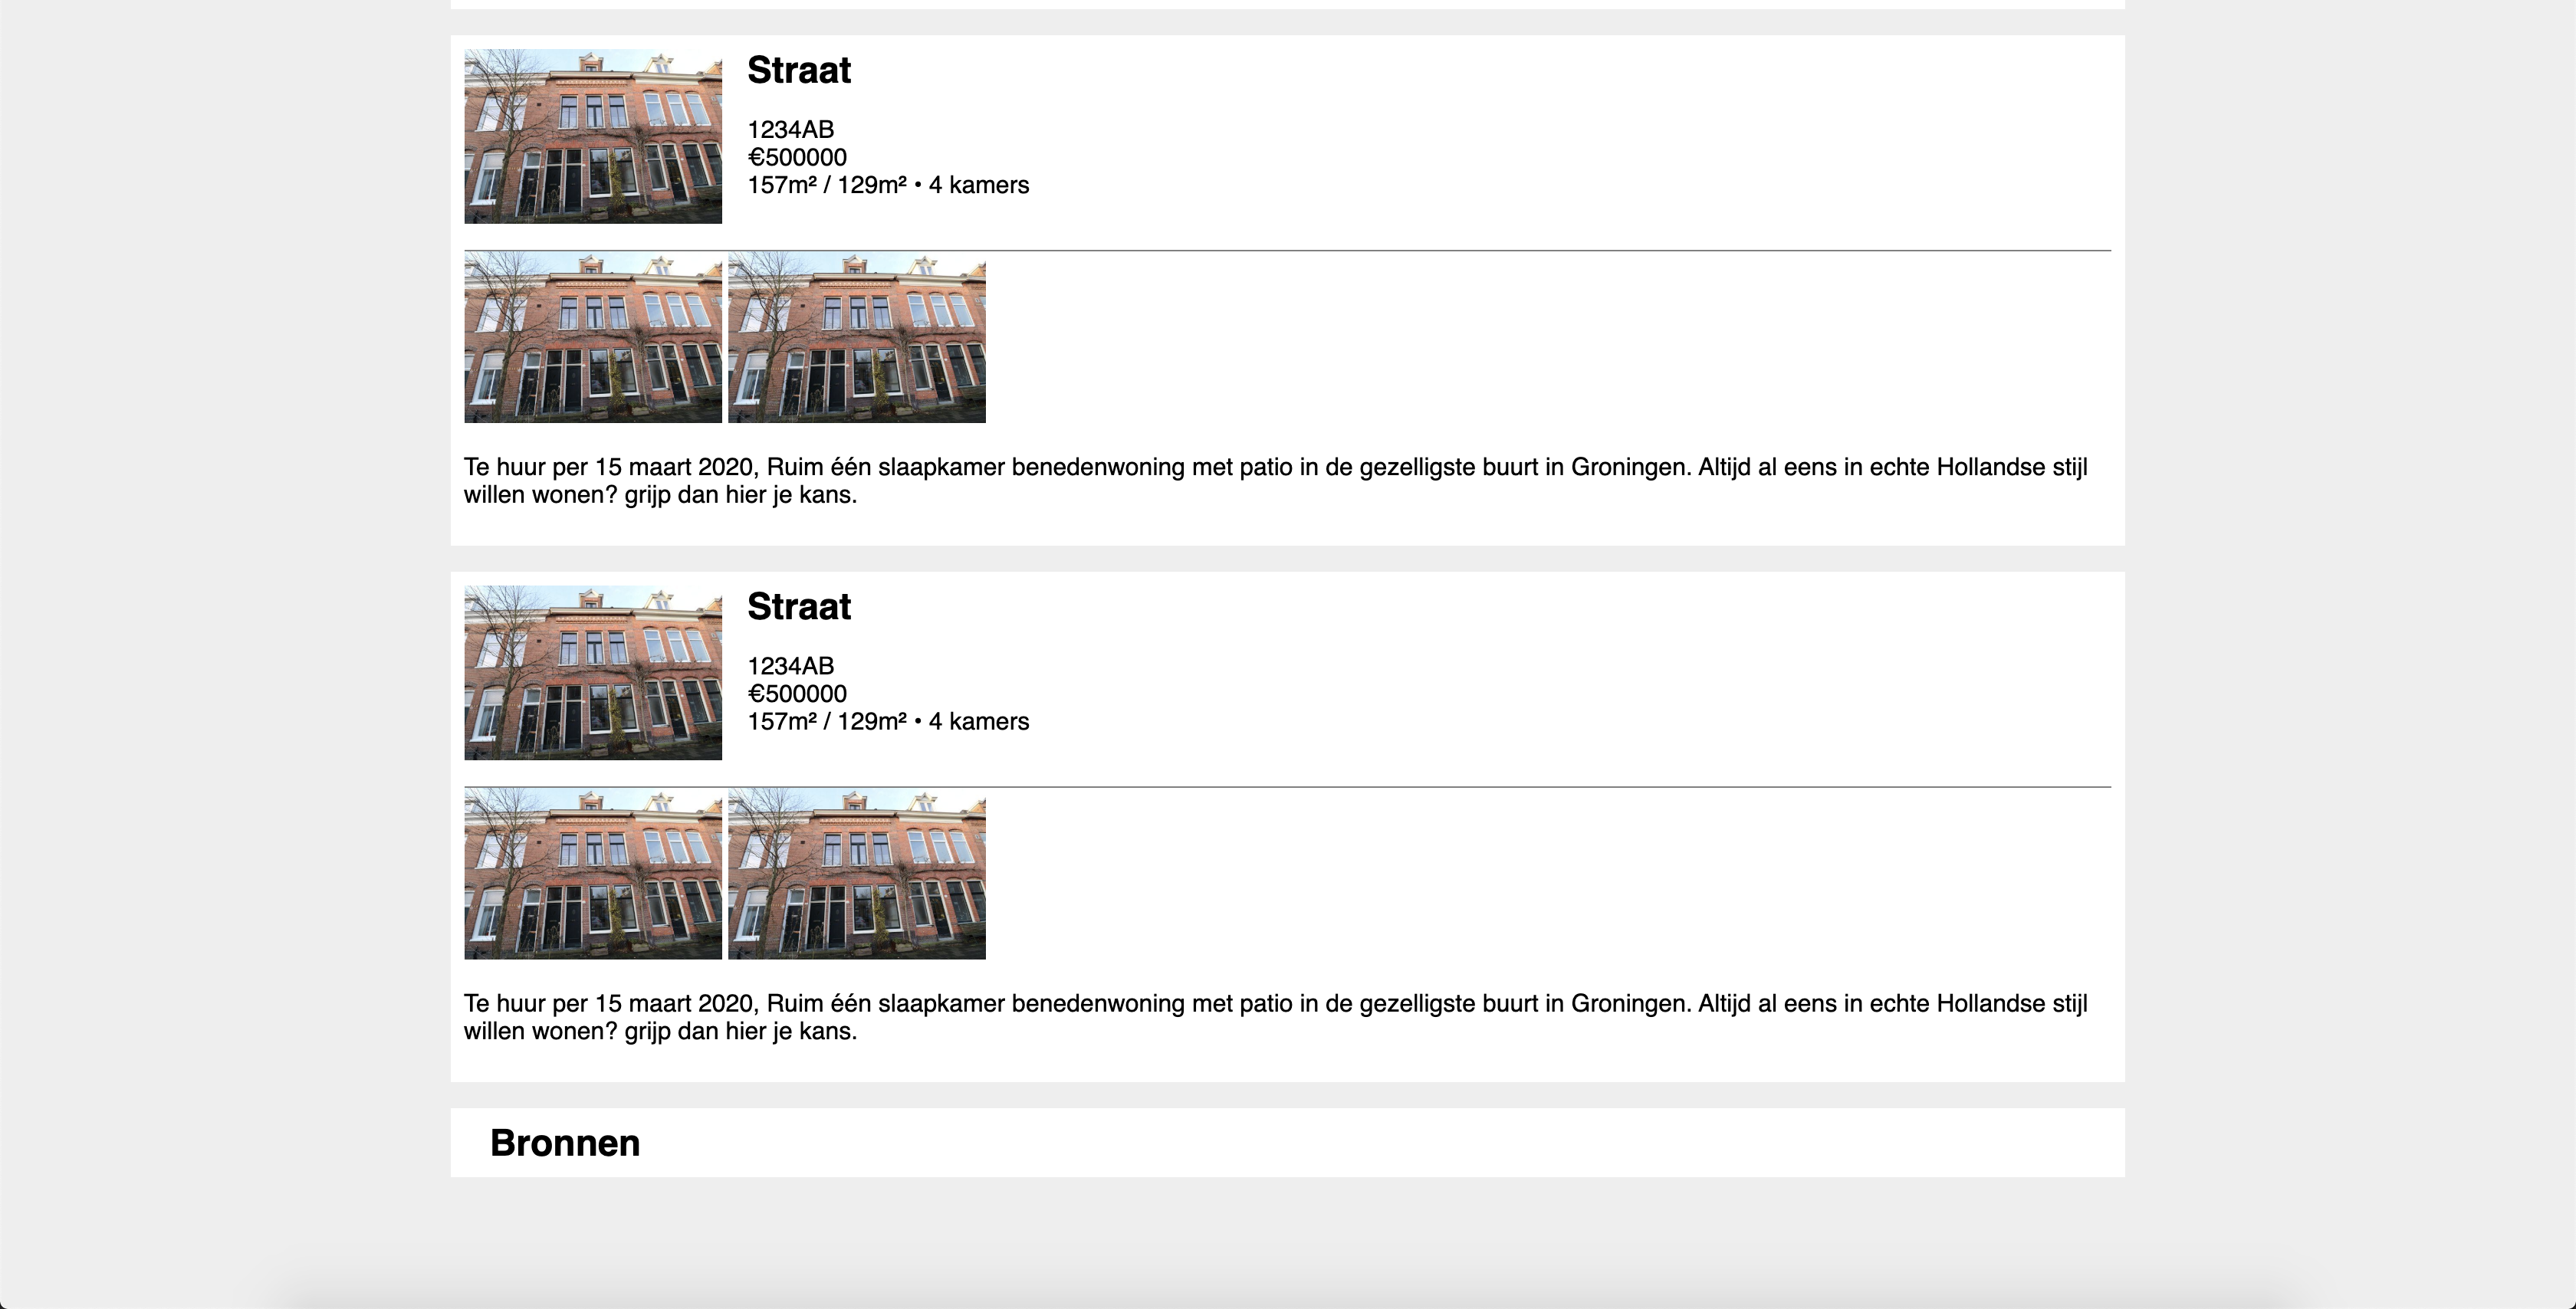 Straat
1234AB
€500000
157m² / 129m² • 4 kamers
Te huur per 15 maart 2020, Ruim één slaapkamer benedenwoning met patio in de gezelligste buurt in Groningen. Altijd al eens in echte Hollandse stijl
willen wonen? grijp dan hier je kans.
Straat
1234AB
€500000
157m² / 129m² • 4 kamers
Te huur per 15 maart 2020, Ruim één slaapkamer benedenwoning met patio in de gezelligste buurt in Groningen. Altijd al eens in echte Hollandse stijl
willen wonen? grijp dan hier je kans.
Bronnen